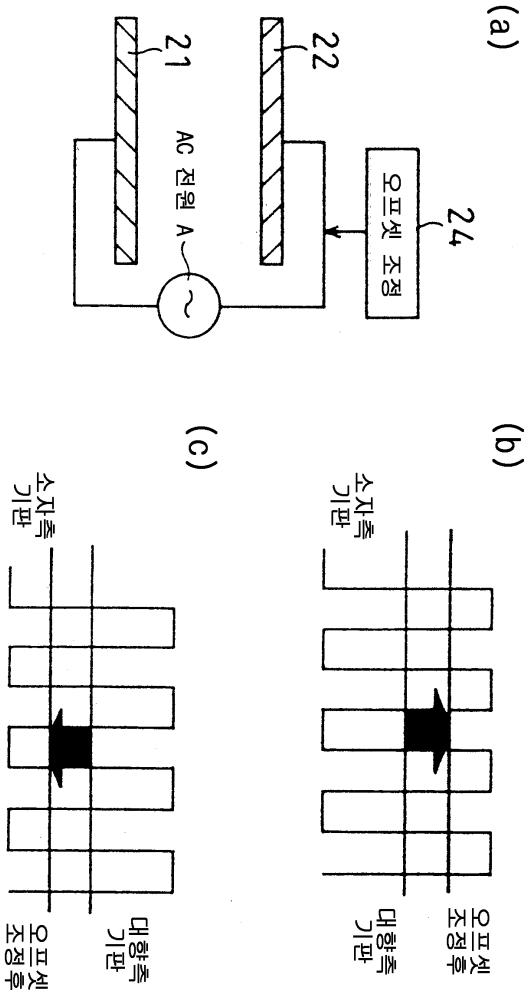 (a)
24
오프셋 조정
22
21
AC 전원 A
~
(b)
소자측
기판
오프셋
조정후
대향측
기판
(c)
소자측
기판
대향측
기판
오프셋
조정후